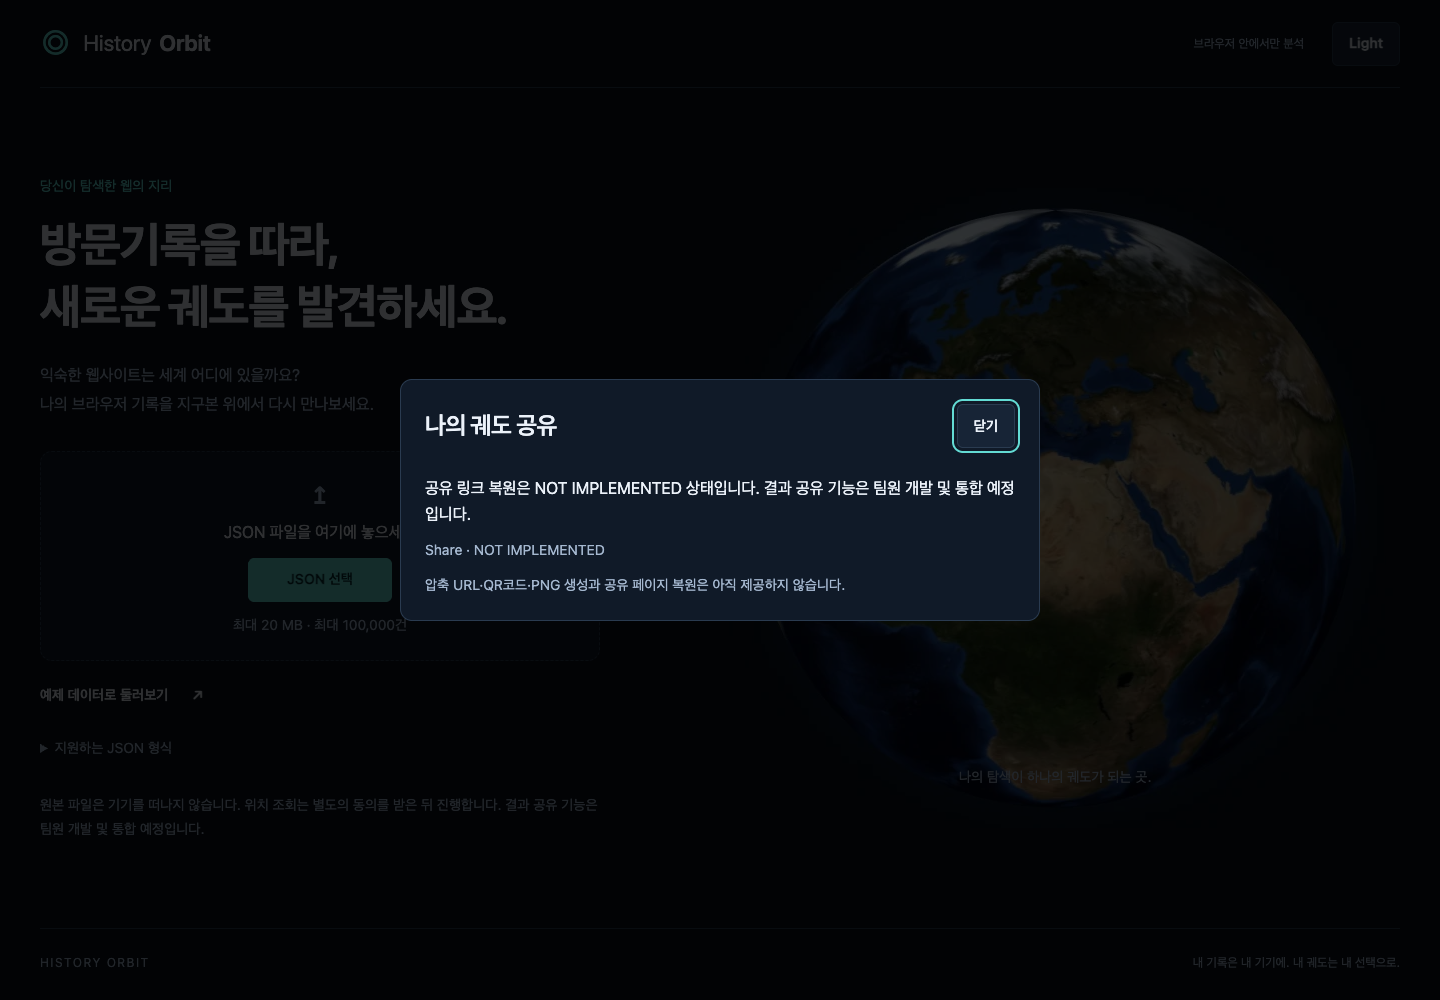 History Orbit
브라우저 안에서만 분석
Light
당신이 탐색한 웹의 지리
방문기록을 따라,
새로운 궤도를 발견하세요.
익숙한 웹사이트는 세계 어디에 있을까요?
나의 브라우저 기록을 지구본 위에서 다시 만나보세요.
나의 궤도 공유
닫기
공유 링크 복원은 NOT IMPLEMENTED 상태입니다. 결과 공유 기능은 팀원 개발 및 통합 예정
입니다.
Share · NOT IMPLEMENTED
압축 URL·QR코드·PNG 생성과 공유 페이지 복원은 아직 제공하지 않습니다.
JSON 파일을 여기에 놓으세
JSON 선택
최대 20 MB · 최대 100,000건
예제 데이터로 둘러보기 ↗
▶ 지원하는 JSON 형식
나의 탐색이 하나의 궤도가 되는 곳.
원본 파일은 기기를 떠나지 않습니다. 위치 조회는 별도의 동의를 받은 뒤 진행합니다. 결과 공유 기능은
팀원 개발 및 통합 예정입니다.
HISTORY ORBIT
내 기록은 내 기기에. 내 궤도는 내 선택으로.